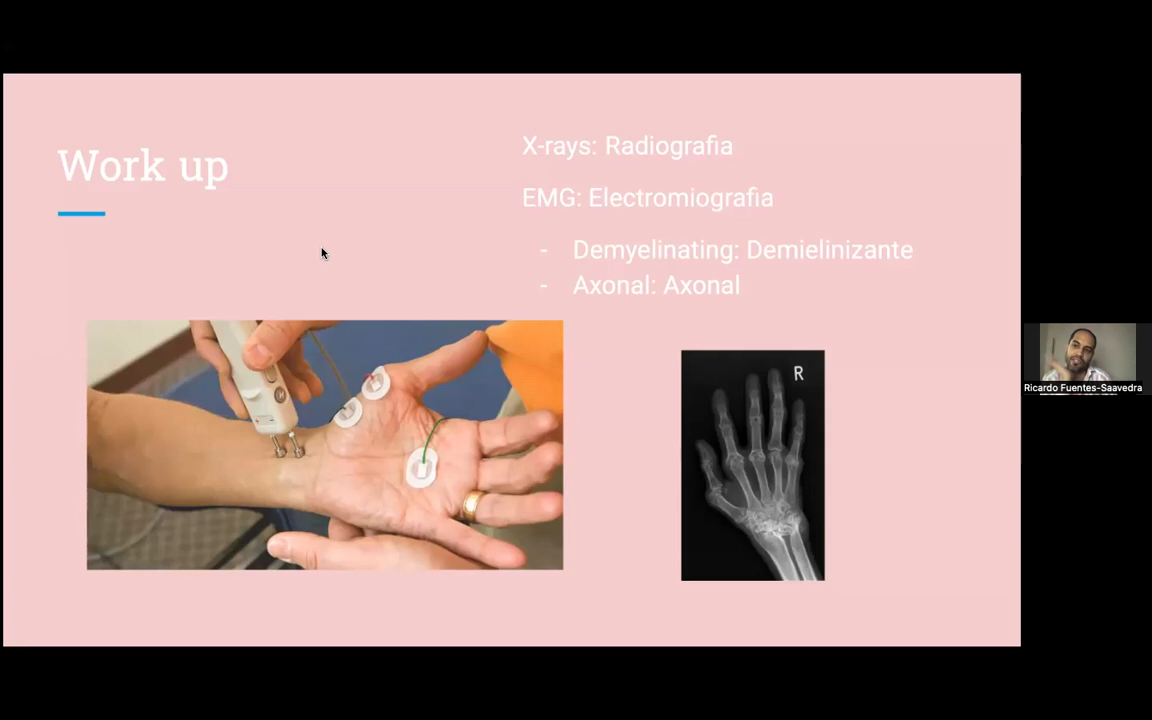 Work up
X-rays: Radiografia
EMG: Electromiografia
- Demyelinating: Demielinizante
- Axonal: Axonal
R
Ricardo Fuentes-Saavedra